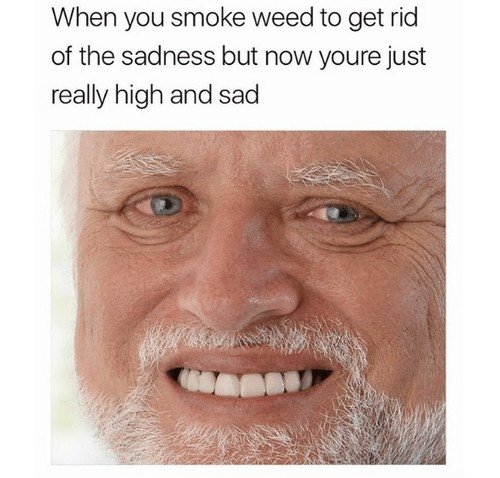 When you smoke weed to get rid
of the sadness but now youre just
really high and sad